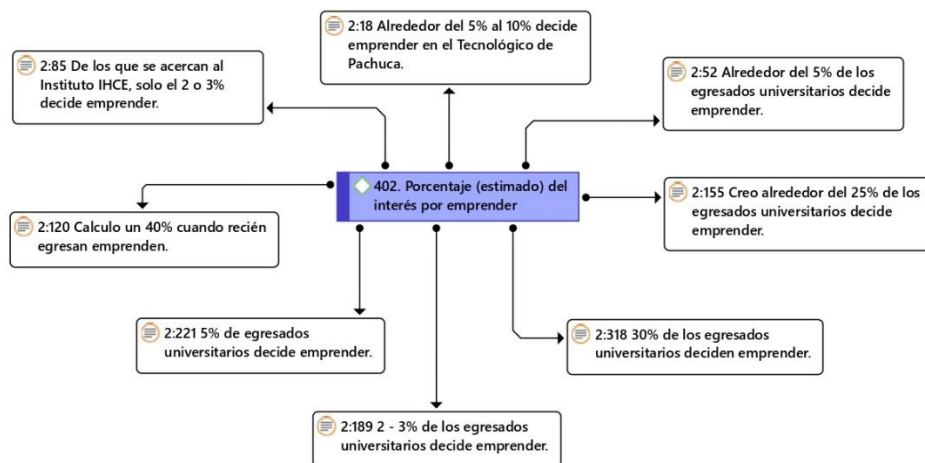 2:18 Alrededor del 5% al 10% decide
emprender en el Tecnológico de
Pachuca.
2:85 De los que se acercan al
Instituto IHCE, solo el 2 o 3%
decide emprender.
2:52 Alrededor del 5% de los
egresados universitarios decide
emprender.
402. Porcentaje (estimado) del
interés por emprender
2:155 Creo alrededor del 25% de los
egresados universitarios decide
emprender.
2:120 Calculo un 40% cuando recién
egresan emprenden.
2:221 5% de egresados
universitarios decide emprender.
2:318 30% de los egresados
universitarios deciden emprender.
2:189 2 - 3% de los egresados
universitarios decide emprender.